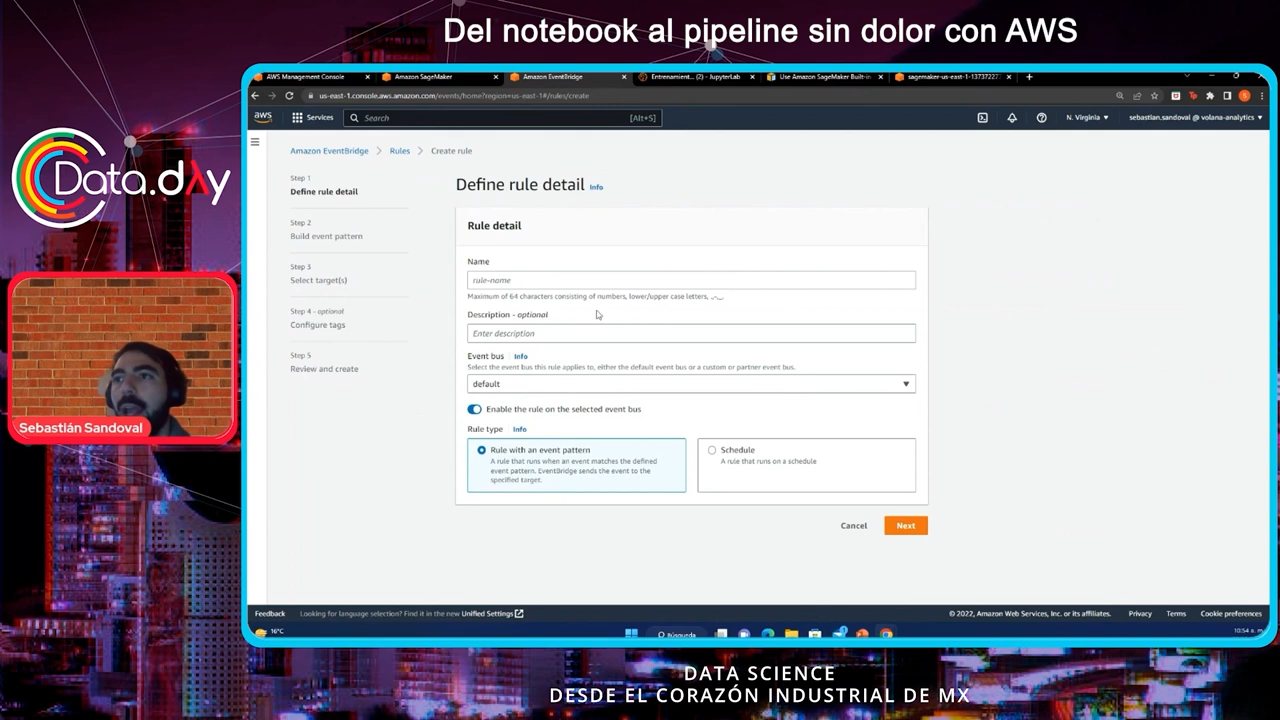 Del notebook al pipeline sin dolor con AWS
Data.day
Sebastián Sandoval
AWS Management Console
Amazon SageMaker
Amazon EventBridge
Entrenamient... (2) - JupyterLab
Use Amazon SageMaker Built-in
sagemaker-us-east-1-13737227
us-east-1.console.aws.amazon.com/events/home?region=us-east-1#/rules/create
aws
Services
Search
[Alt+S]
N. Virginia
sebastian.sandoval @ volana-analytics
Amazon EventBridge > Rules > Create rule
Step 1
Define rule detail
Step 2
Build event pattern
Step 3
Select target(s)
Step 4 - optional
Configure tags
Step 5
Review and create
Define rule detail Info
Rule detail
Name
rule-name
Maximum of 64 characters consisting of numbers, lower/upper case letters, .,-,_.
Description - optional
Enter description
Event bus Info
Select the event bus this rule applies to, either the default event bus or a custom or partner event bus.
default
Enable the rule on the selected event bus
Rule type Info
Rule with an event pattern
A rule that runs when an event matches the defined
event pattern. EventBridge sends the event to the
specified target.
Schedule
A rule that runs on a schedule
Cancel
Next
Feedback
Looking for language selection? Find it in the new Unified Settings
© 2022, Amazon Web Services, Inc. or its affiliates.
Privacy
Terms
Cookie preferences
16°C
Búsqueda
10:54 a.
DATA SCIENCE
DESDE EL CORAZÓN INDUSTRIAL DE MX